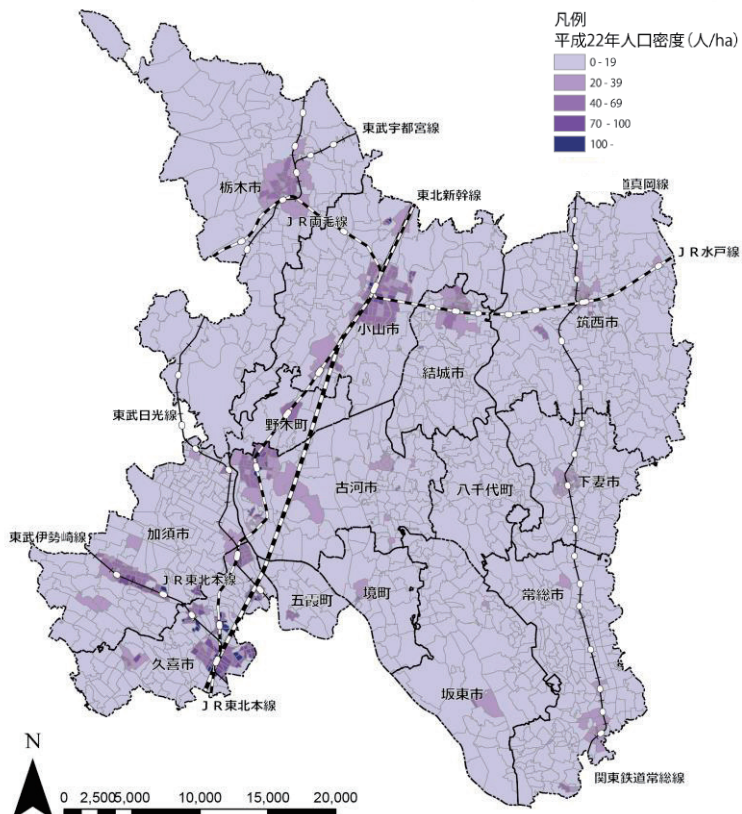 凡例
平成22年人口密度(人/ha)
0 - 19
20 - 39
40 - 69
70 - 100
100 -
東武宇都宮線
栃木市
東北新幹線
真岡線
JR両毛線
JR水戸線
小山市
筑西市
結城市
東武日光線
野木町
古河市
八千代町
下妻市
加須市
東武伊勢崎線
JR東北本線
五霞町
境町
常総市
久喜市
坂東市
JR東北本線
関東鉄道常総線
N
0 2,500 5,000 10,000 15,000 20,000